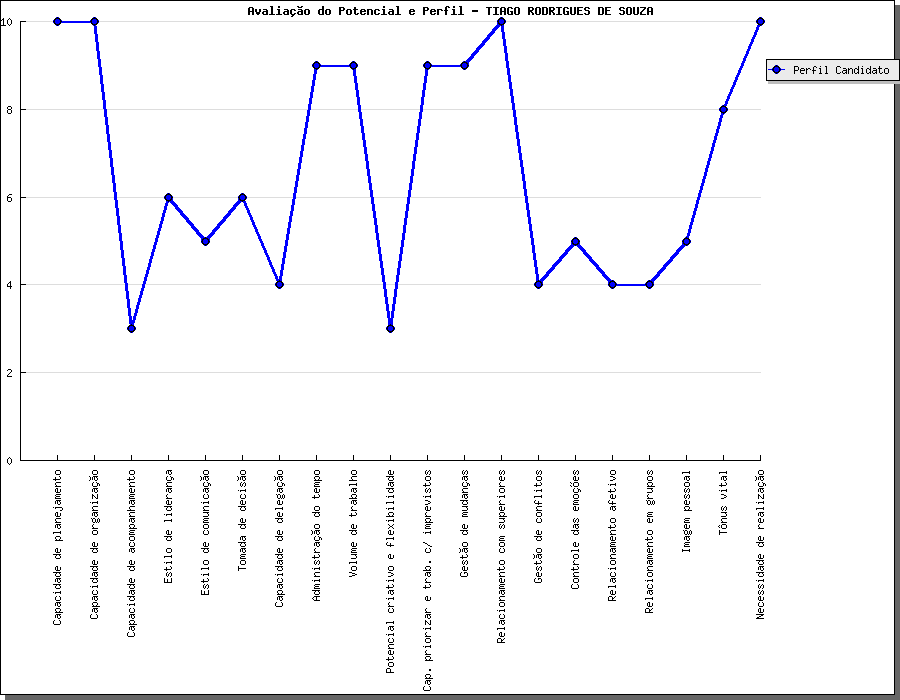 Avaliação do Potencial e Perfil - TIAGO RODRIGUES DE SOUZA
10
8
6
4
2
0
Perfil Candidato
Capacidade de planejamento
Capacidade de organização
Capacidade de acompanhamento
Estilo de liderança
Estilo de comunicação
Tomada de decisão
Capacidade de delegação
Administração do tempo
Volume de trabalho
Potencial criativo e flexibilidade
Cap. priorizar e trab. c/ imprevistos
Gestão de mudanças
Relacionamento com superiores
Gestão de conflitos
Controle das emoções
Relacionamento afetivo
Relacionamento em grupos
Imagem pessoal
Tônus vital
Necessidade de realização